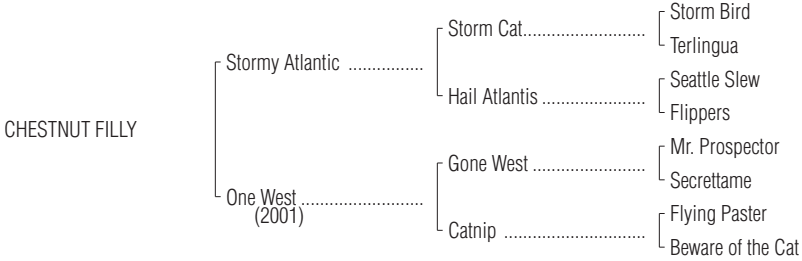 Storm Bird
Storm Cat..........................
Terlingua
Stormy Atlantic ................
Seattle Slew
Hail Atlantis ......................
Flippers
CHESTNUT FILLY
Mr. Prospector
Gone West ........................
Secrettame
One West ..........................
(2001)
Flying Paster
Catnip ..............................
Beware of the Cat